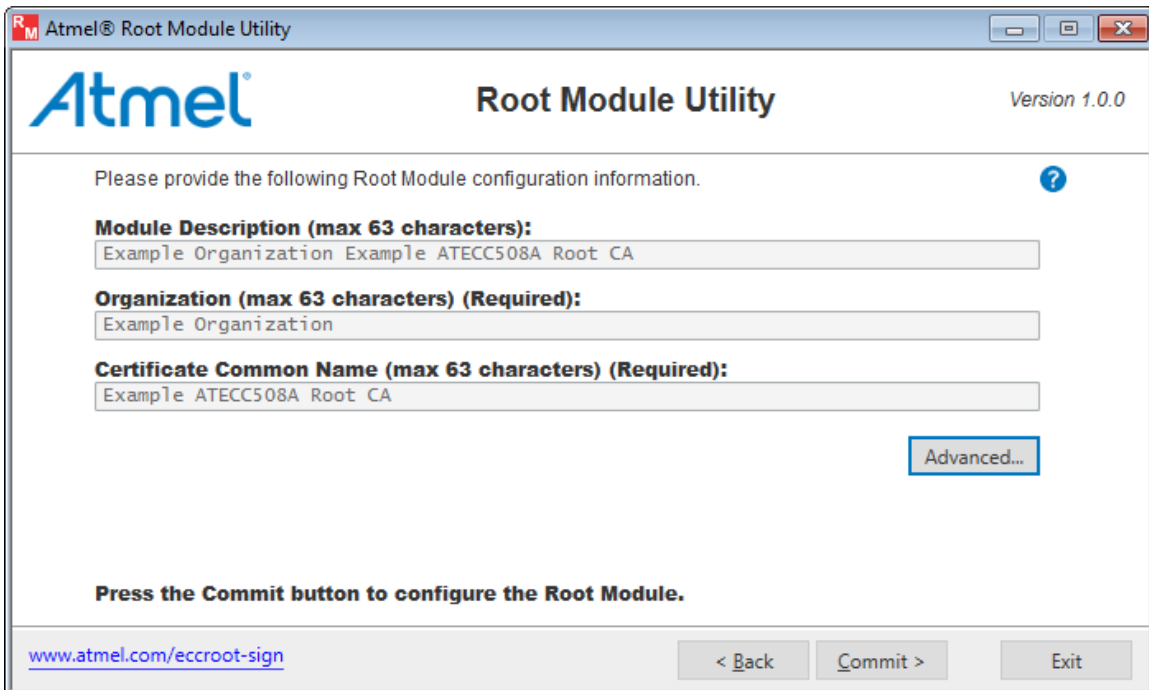 RM Atmel® Root Module Utility
Atmel® Root Module Utility Version 1.0.0
Please provide the following Root Module configuration information. ?
Module Description (max 63 characters):
Example Organization Example ATECC508A Root CA
Organization (max 63 characters) (Required):
Example Organization
Certificate Common Name (max 63 characters) (Required):
Example ATECC508A Root CA
Advanced...
Press the Commit button to configure the Root Module.
www.atmel.com/eccroot-sign < Back Commit > Exit